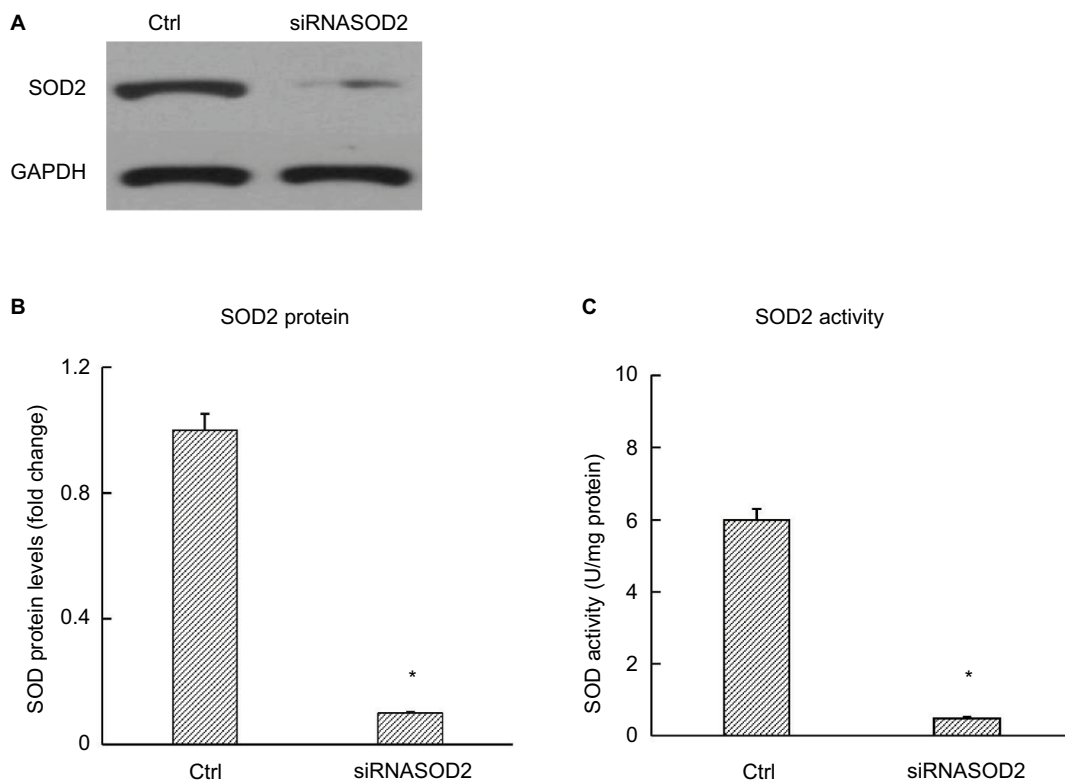 A
Ctrl siRNASOD2
SOD2
GAPDH
B
SOD2 protein
SOD protein levels (fold change)
1.2
0.8
0.4
0
*
Ctrl siRNASOD2
C
SOD2 activity
SOD activity (U/mg protein)
10
8
6
4
2
0
*
Ctrl siRNASOD2